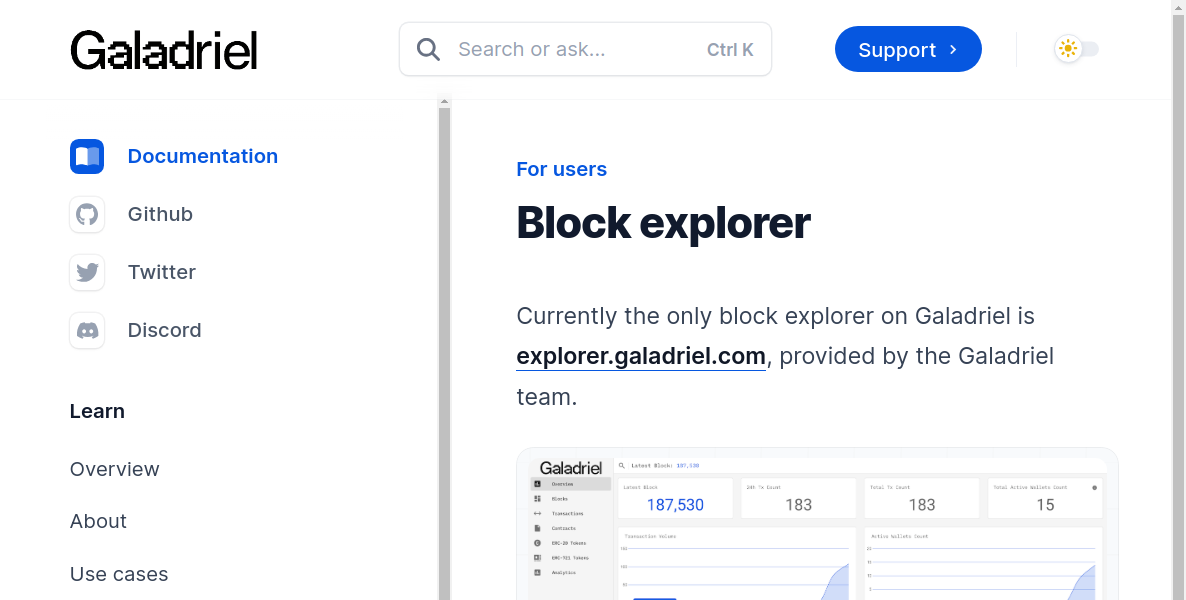 Galadriel
Search or ask...
Ctrl K
Support
Documentation
Github
Twitter
Discord
Learn
Overview
About
Use cases
For users
Block explorer
Currently the only block explorer on Galadriel is
explorer.galadriel.com, provided by the Galadriel
team.
Galadriel
Latest Block: 187,530
Overview
Blocks
Transactions
Contracts
ERC-20 Tokens
ERC-721 Tokens
Analytics
Latest Block
187,530
24h Tx Count
183
Total Tx Count
183
Total Active Wallets Count
15
Transaction Volume
Active Wallets Count